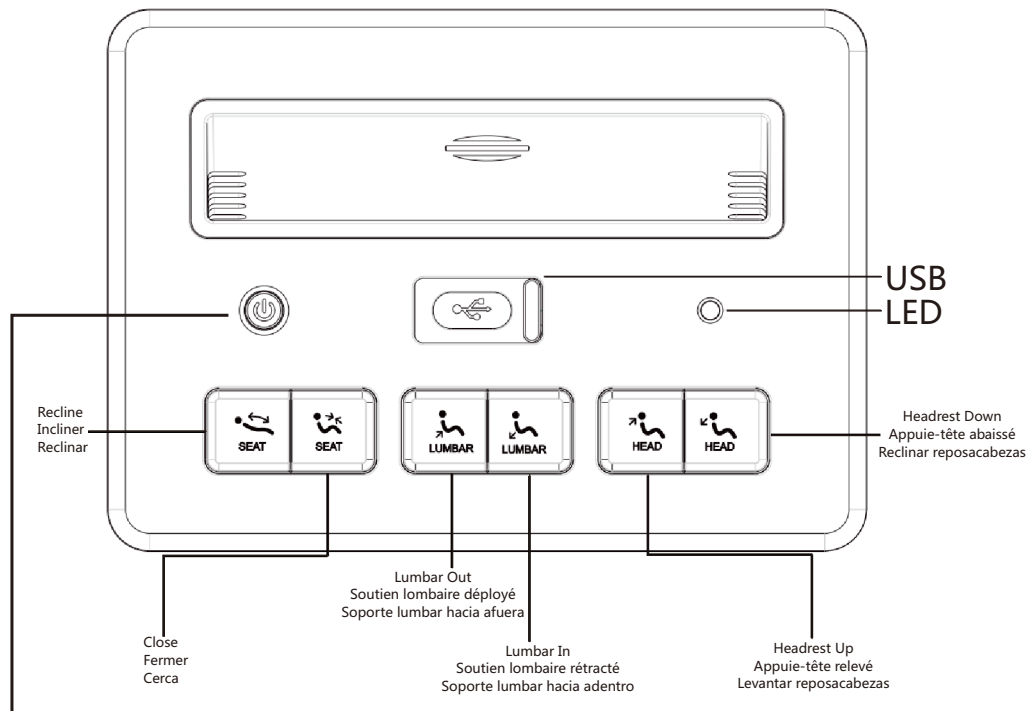 USB
LED
SEAT
SEAT
LUMBAR
LUMBAR
HEAD
HEAD
Recline
Incliner
Reclinar
Headrest Down
Appuie-tête abaissé
Reclinar reposacabezas
Lumbar Out
Soutien lombaire déployé
Soporte lumbar hacia afuera
Close
Fermer
Cerca
Lumbar In
Soutien lombaire rétracté
Soporte lumbar hacia adentro
Headrest Up
Appuie-tête relevé
Levantar reposacabezas